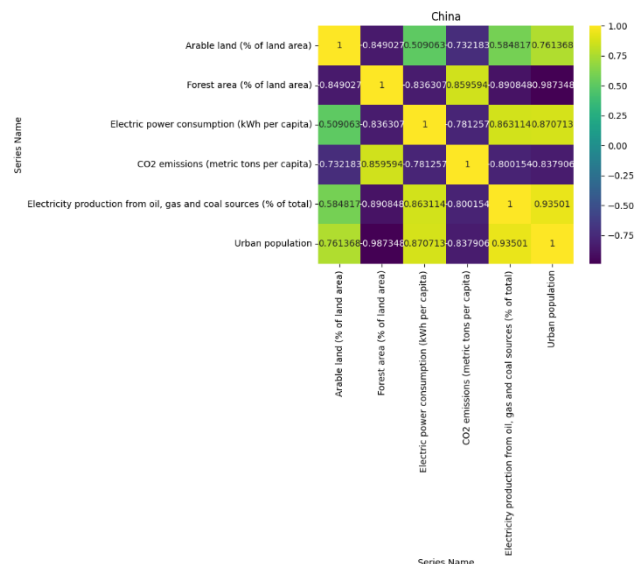 China
Series Name
Arable land (% of land area)
1 -0.849027 0.509063 -0.732183 0.584817 0.761368
Forest area (% of land area)
-0.849027 1 -0.836307 0.859594 -0.890848 -0.987348
Electric power consumption (kWh per capita)
0.509063 -0.836307 1 -0.781257 0.863114 0.870713
CO2 emissions (metric tons per capita)
-0.732183 0.859594 -0.781257 1 -0.800154 -0.837906
Electricity production from oil, gas and coal sources (% of total)
0.584817 -0.890848 0.863114 -0.800154 1 0.93501
Urban population
0.761368 -0.987348 0.870713 -0.837906 0.93501 1
Arable land (% of land area)
Forest area (% of land area)
Electric power consumption (kWh per capita)
CO2 emissions (metric tons per capita)
Electricity production from oil, gas and coal sources (% of total)
Urban population
Series Name
1.00
0.75
0.50
0.25
0.00
-0.25
-0.50
-0.75